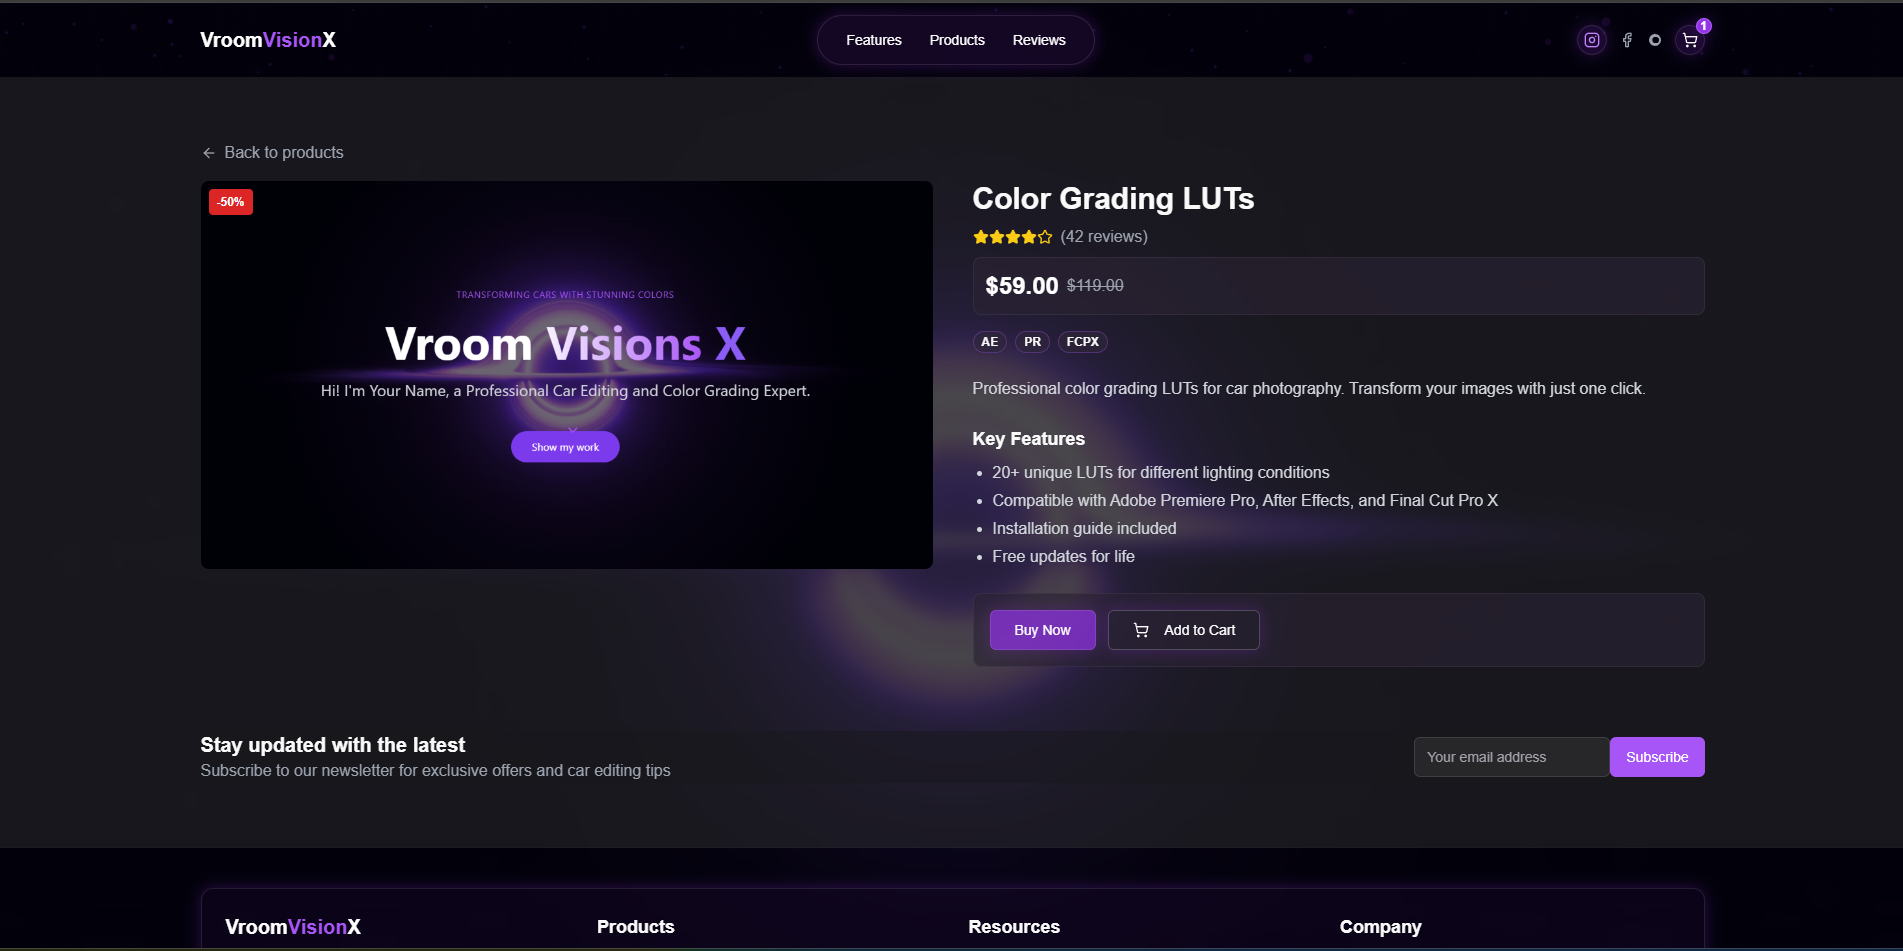 VroomVisionX
Features Products Reviews
1
Back to products
-50%
TRANSFORMING CARS WITH STUNNING COLORS
Vroom Visions X
Hi! I'm Your Name, a Professional Car Editing and Color Grading Expert.
Show my work
Color Grading LUTs
(42 reviews)
$59.00 $119.00
AE PR FCPX
Professional color grading LUTs for car photography. Transform your images with just one click.
Key Features
• 20+ unique LUTs for different lighting conditions
• Compatible with Adobe Premiere Pro, After Effects, and Final Cut Pro X
• Installation guide included
• Free updates for life
Buy Now Add to Cart
Stay updated with the latest
Subscribe to our newsletter for exclusive offers and car editing tips
Your email address Subscribe
VroomVisionX Products Resources Company